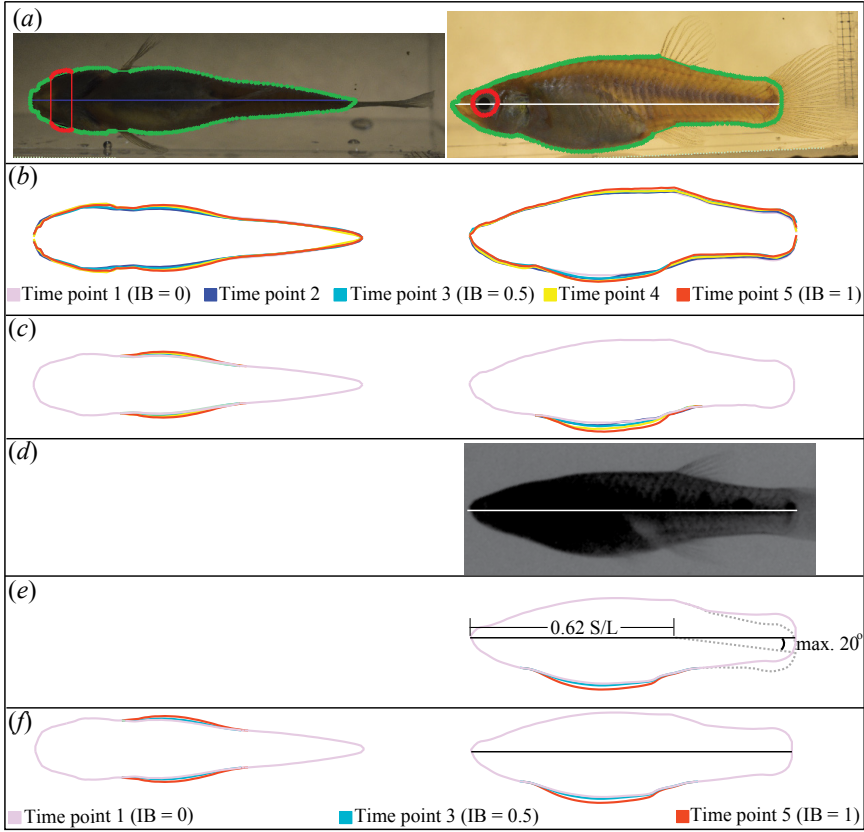 (a)
(b)
Time point 1 (IB = 0) Time point 2 Time point 3 (IB = 0.5) Time point 4 Time point 5 (IB = 1)
(c)
(d)
(e)
0.62 S/L
max. 20°
(f)
Time point 1 (IB = 0) Time point 3 (IB = 0.5) Time point 5 (IB = 1)